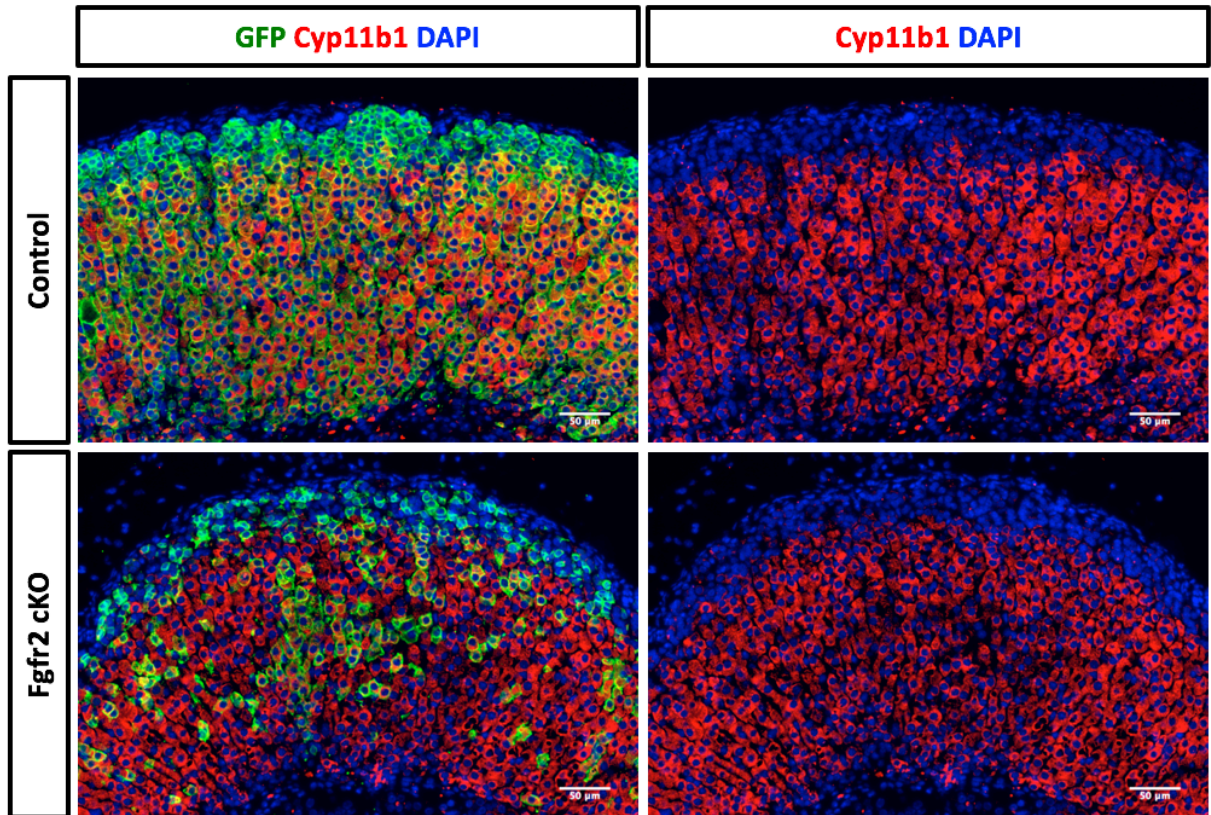 GFP Cyp11b1 DAPI
Cyp11b1 DAPI
Control
50 µm
50 µm
Fgfr2 cKO
50 µm
50 µm